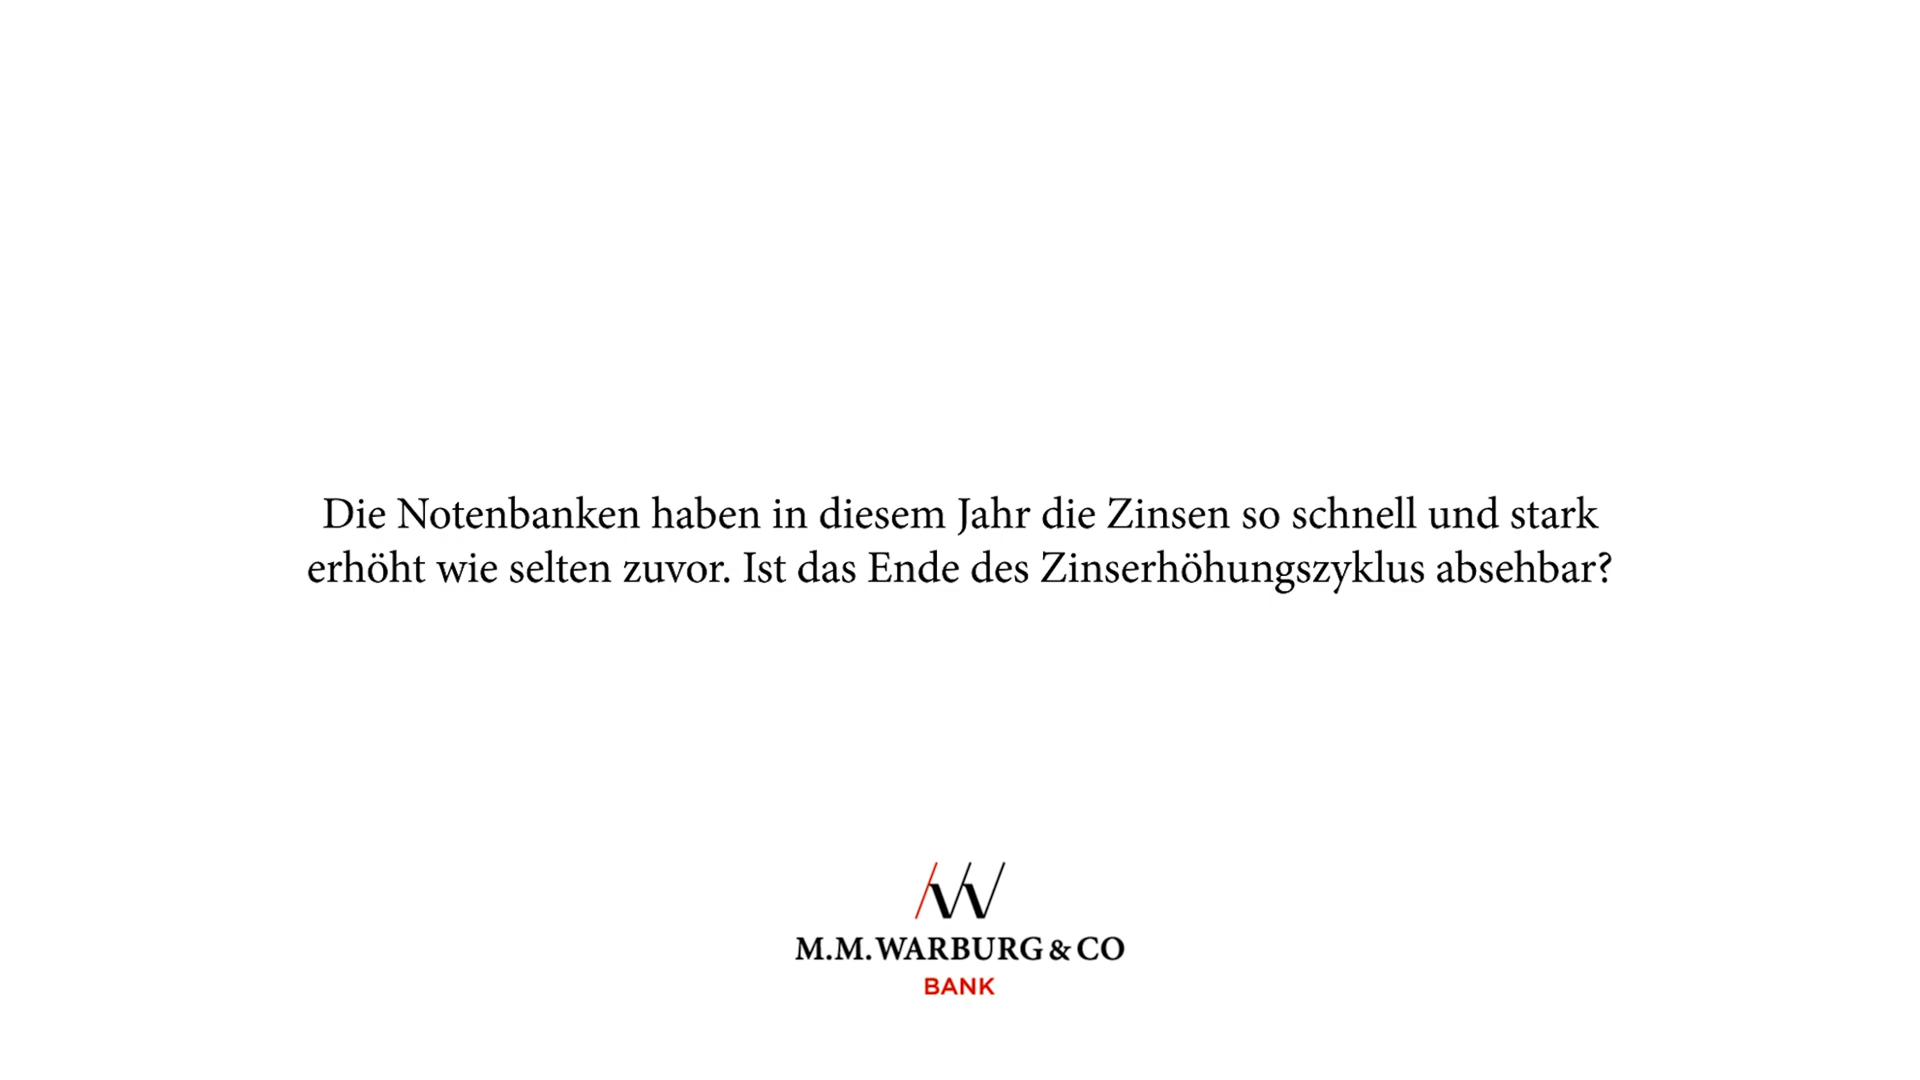 Die Notenbanken haben in diesem Jahr die Zinsen so schnell und stark
erhöht wie selten zuvor. Ist das Ende des Zinserhöhungszyklus absehbar?
M.M.WARBURG & CO
BANK